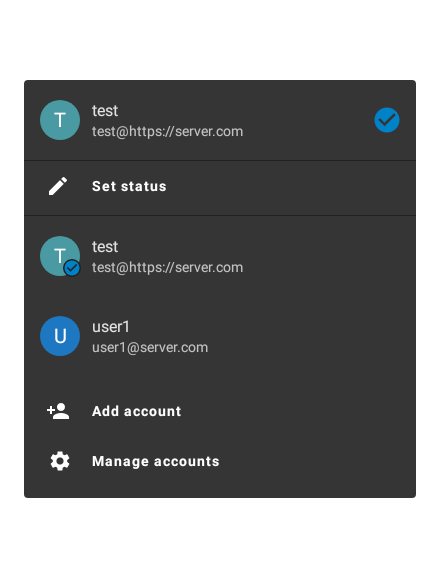 T
test
test@https://server.com
Set status
T
test
test@https://server.com
U
user1
user1@server.com
Add account
Manage accounts